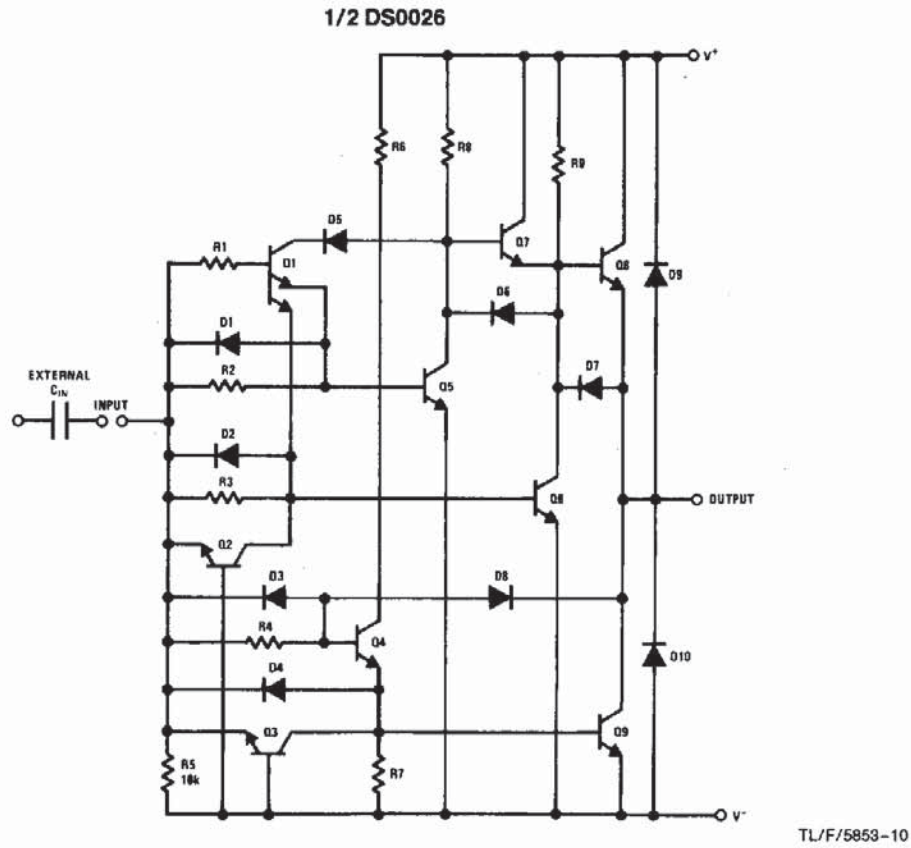 1/2 DS0026
V+
R6
R8
R9
D5
R1
Q1
Q7
Q8
D9
D6
D1
D7
EXTERNAL
CIN
INPUT
R2
Q5
D2
R3
Q6
OUTPUT
Q2
D3
D8
R4
Q4
D10
D4
Q3
Q9
R5
10k
R7
V-
TL/F/5853-10